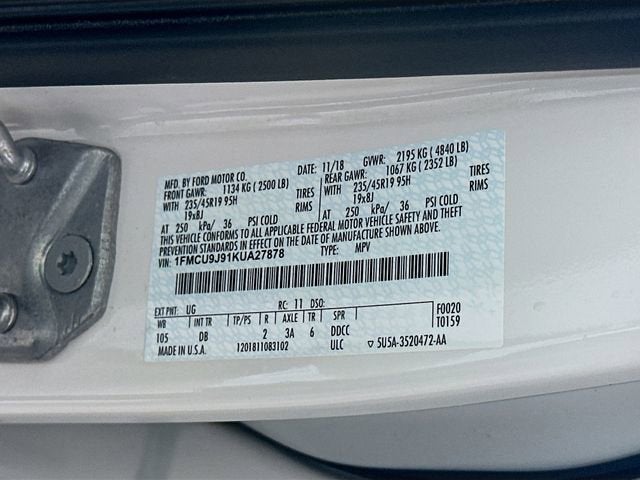 MFD. BY FORD MOTOR CO. DATE: 11/18 GVWR: 2195 KG ( 4840 LB)
FRONT GAWR: 1134 KG ( 2500 LB) REAR GAWR: 1067 KG ( 2352 LB)
WITH 235/45R19 95H TIRES WITH 235/45R19 95H TIRES
19x8J RIMS 19x8J RIMS
AT 250 kPa/ 36 PSI COLD AT 250 kPa/ 36 PSI COLD
THIS VEHICLE CONFORMS TO ALL APPLICABLE FEDERAL MOTOR VEHICLE SAFETY AND THEFT
PREVENTION STANDARDS IN EFFECT ON THE DATE OF MANUFACTURE SHOWN ABOVE.
VIN: 1FMCU9J91KUA27878 TYPE: MPV
EXT PNT: UG RC: 11 DSO: F0020
WB INT TR TP/PS R AXLE TR SPR T0159
105 DB 2 3A 6 DDCC
MADE IN U.S.A. 1201811083102 ULC ▽ 5U5A-3520472-AA